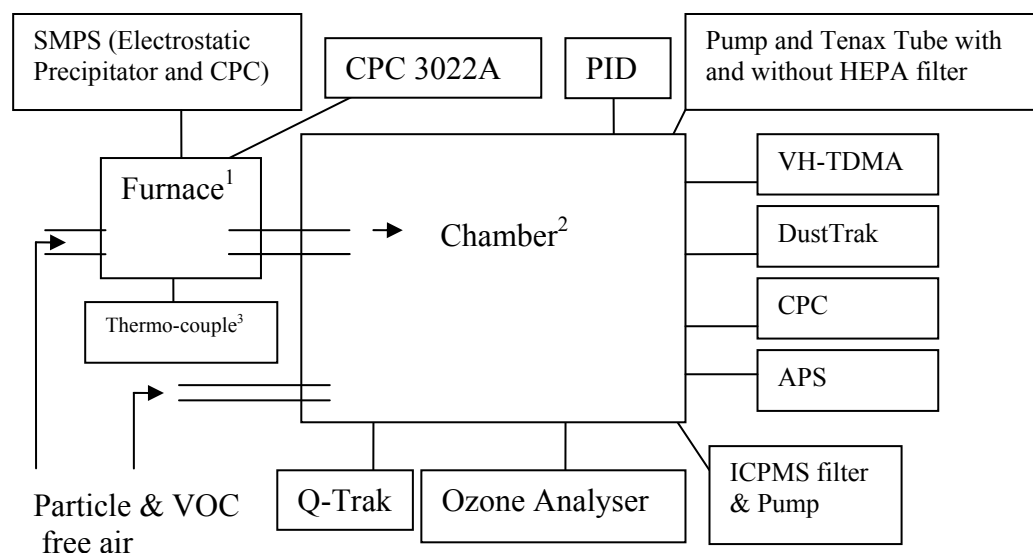 SMPS (Electrostatic
Precipitator and CPC)
CPC 3022A
PID
Pump and Tenax Tube with
and without HEPA filter
Furnace¹
Chamber²
VH-TDMA
DustTrak
CPC
APS
Thermo-couple³
Particle & VOC
free air
Q-Trak
Ozone Analyser
ICPMS filter
& Pump